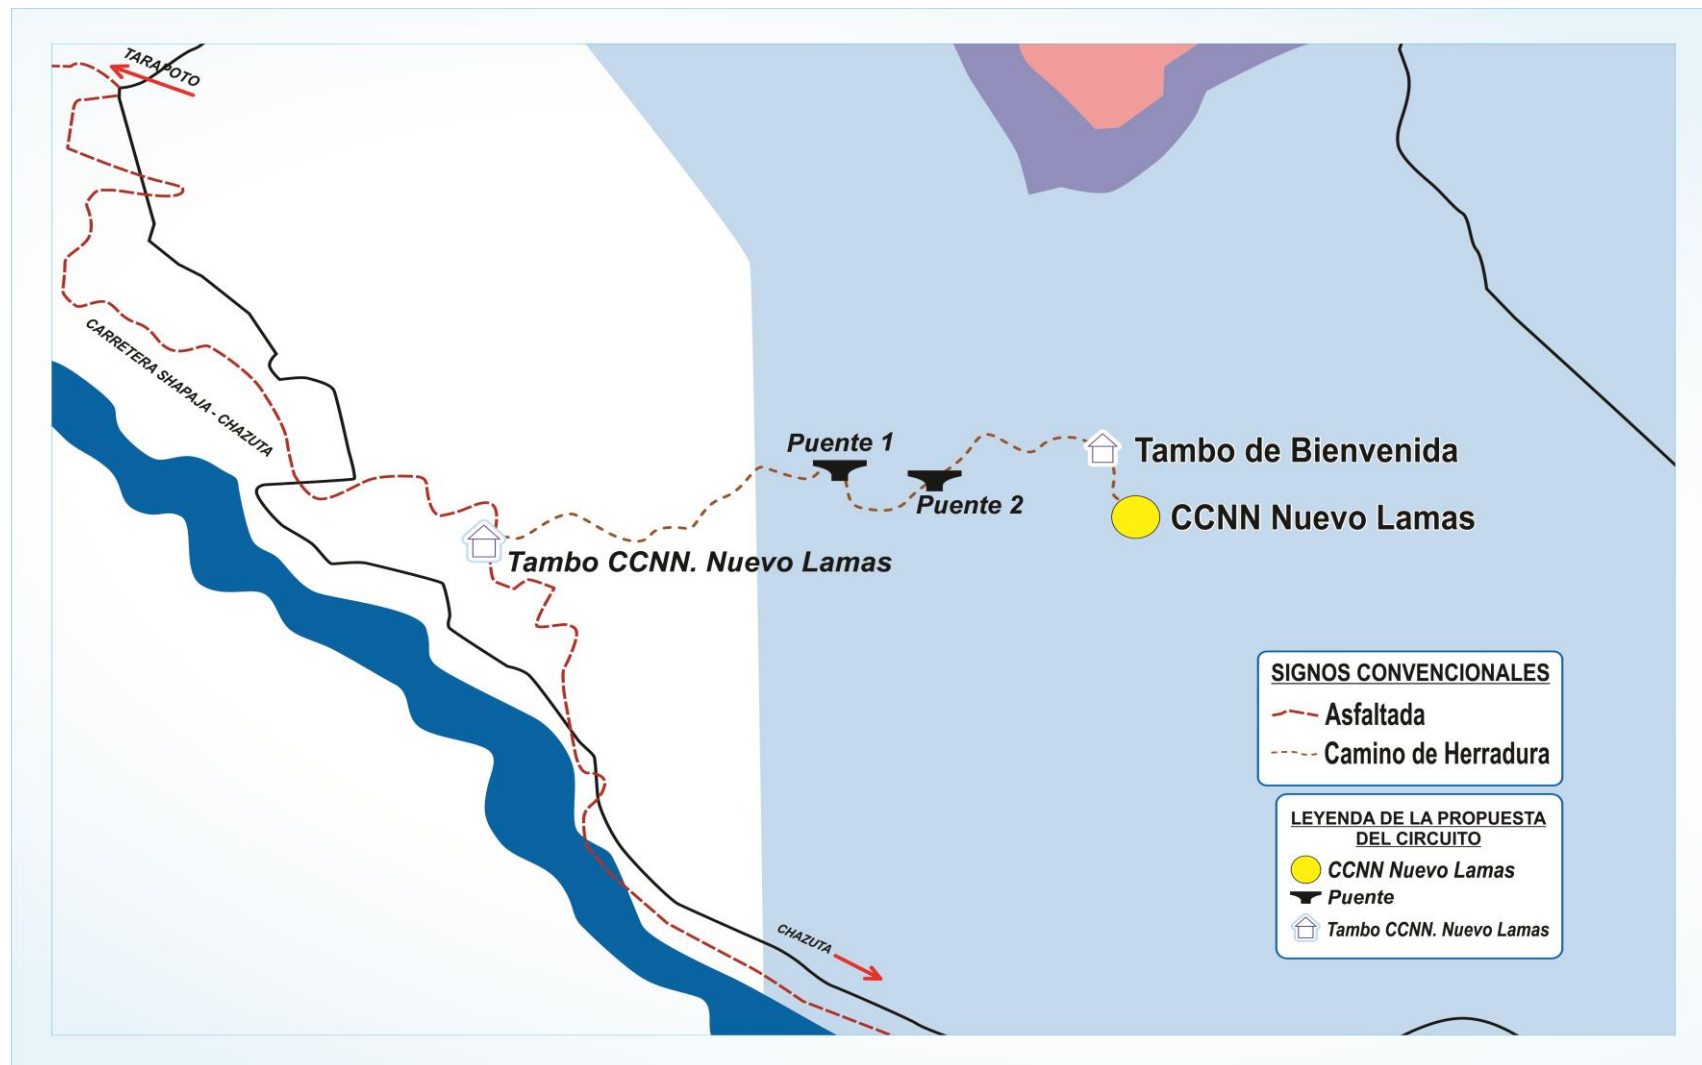 TARAPOTO
CARRETERA SHAPAJA - CHAZUTA
Puente 1
Puente 2
Tambo de Bienvenida
CCNN Nuevo Lamas
Tambo CCNN. Nuevo Lamas
CHAZUTA
SIGNOS CONVENCIONALES
Asfaltada
Camino de Herradura
LEYENDA DE LA PROPUESTA
DEL CIRCUITO
CCNN Nuevo Lamas
Puente
Tambo CCNN. Nuevo Lamas